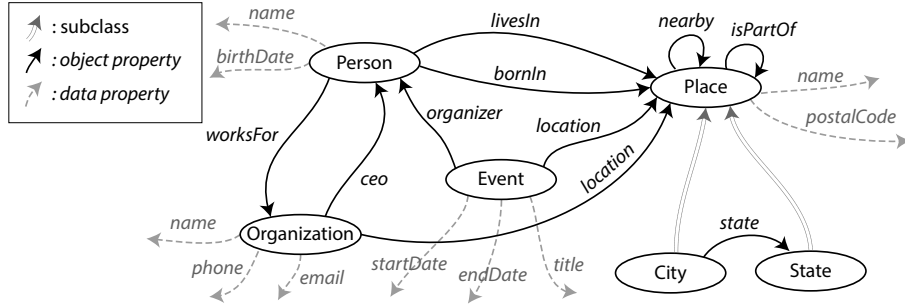 : subclass
: object property
: data property
name
birthDate
Person
livesIn
bornIn
nearby
isPartOf
Place
name
postalCode
worksFor
ceo
organizer
location
location
Event
name
Organization
phone
email
startDate
endDate
title
state
City
State